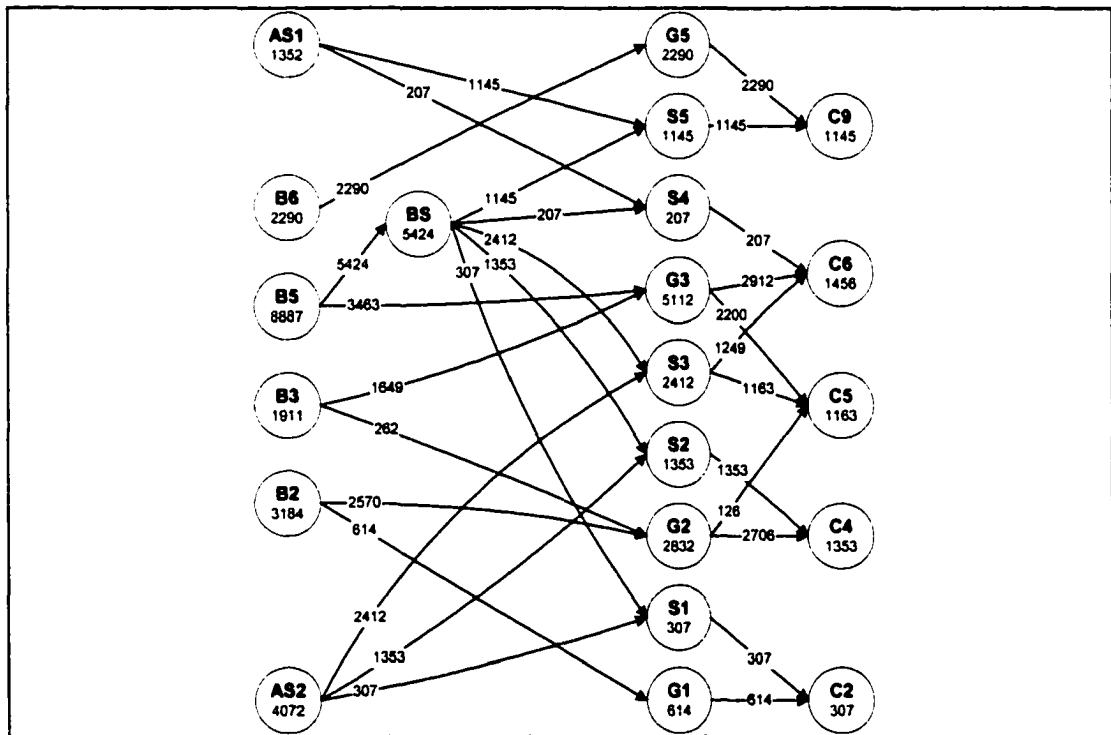 AS1
1352
G5
2290
2290
1145
207
S5
1145
1145
C9
1145
B6
2290
2290
BS
5424
1145
207
S4
207
207
2412
1353
307
5424
B5
8887
3463
G3
5112
2912
2200
C6
1456
1249
S3
2412
1163
B3
1911
1649
262
C5
1163
S2
1353
1353
B2
3184
2570
614
126
G2
2832
2706
C4
1353
S1
307
307
2412
1353
307
AS2
4072
G1
614
614
C2
307